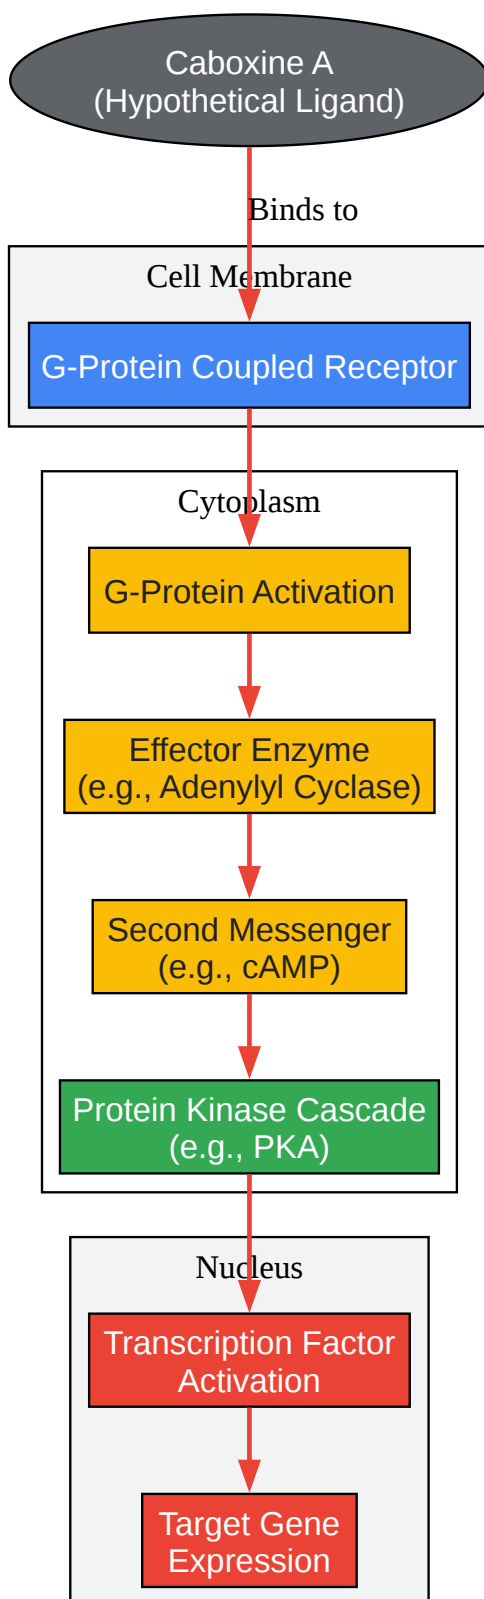 Caboxine A
(Hypothetical Ligand)
Binds to
Cell Membrane
G-Protein Coupled Receptor
Cytoplasm
G-Protein Activation
Effector Enzyme
(e.g., Adenylyl Cyclase)
Second Messenger
(e.g., cAMP)
Protein Kinase Cascade
(e.g., PKA)
Nucleus
Transcription Factor
Activation
Target Gene
Expression